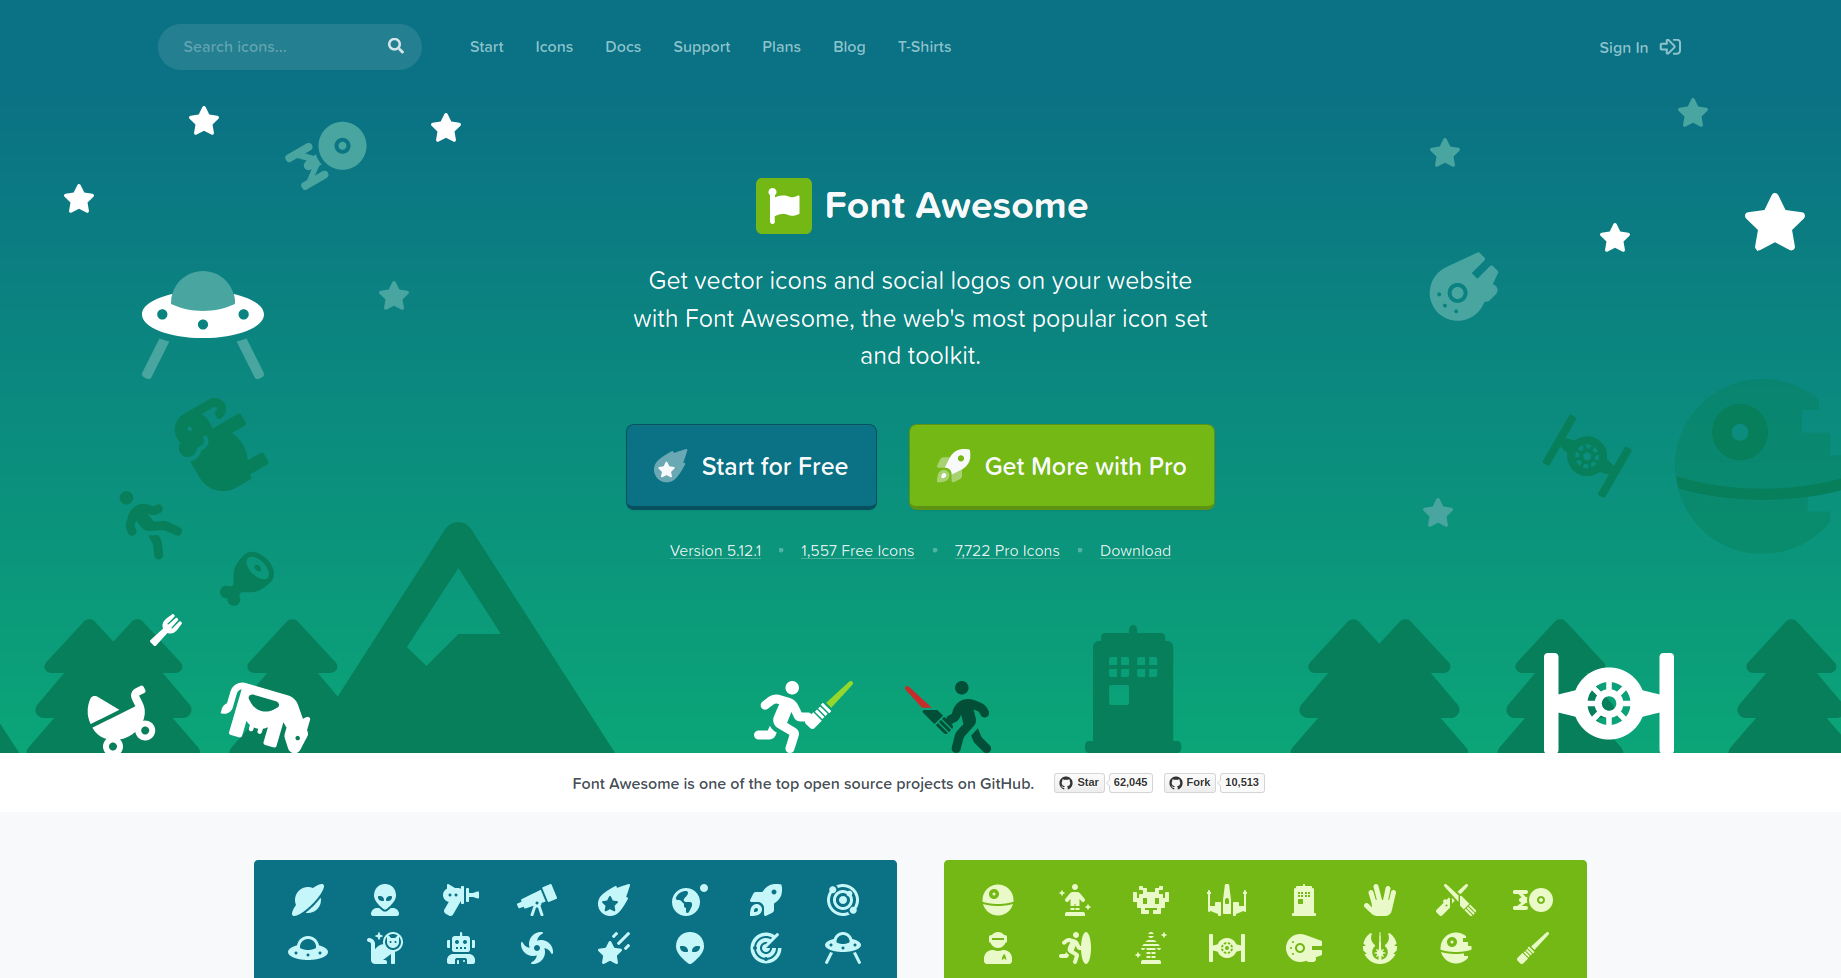 Search icons...
Start Icons Docs Support Plans Blog T-Shirts
Sign In
Font Awesome
Get vector icons and social logos on your website
with Font Awesome, the web's most popular icon set
and toolkit.
Start for Free
Get More with Pro
Version 5.12.1 • 1,557 Free Icons • 7,722 Pro Icons • Download
Font Awesome is one of the top open source projects on GitHub.
Star 62,045 Fork 10,513